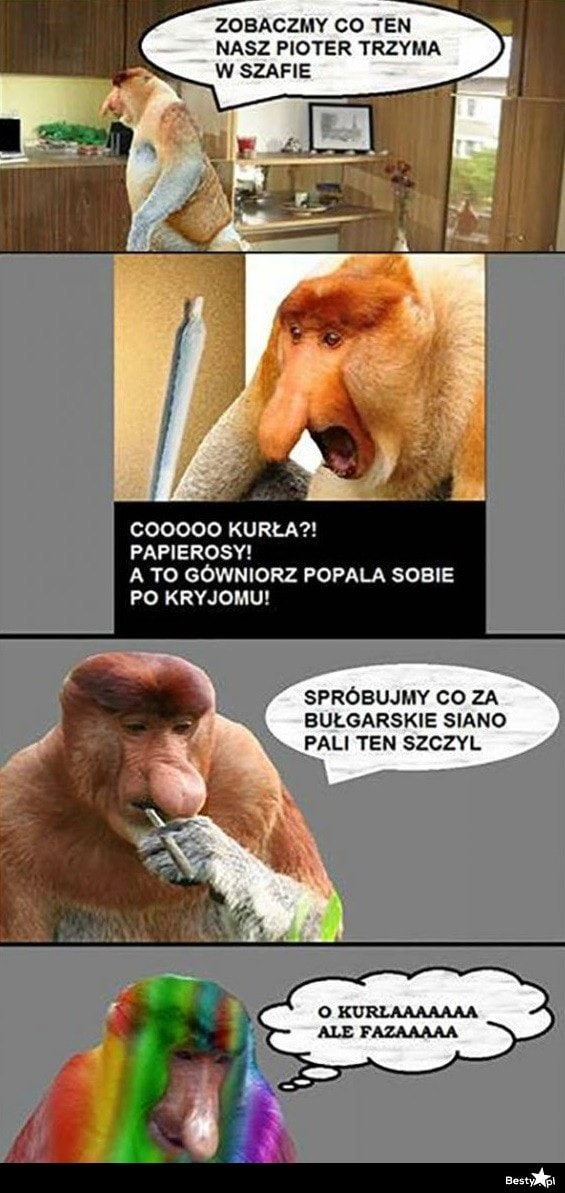 ZOBACZMY CO TEN
NASZ PIOTER TRZYMA
W SZAFIE
COOOOO KURŁA?!
PAPIEROSY!
A TO GÓWNIORZ POPALA SOBIE
PO KRYJOMU!
SPRÓBUJMY CO ZA
BUŁGARSKIE SIANO
PALI TEN SZCZYL
O KURŁAAAAAAA
ALE FAZAAAAA
Besty.pl